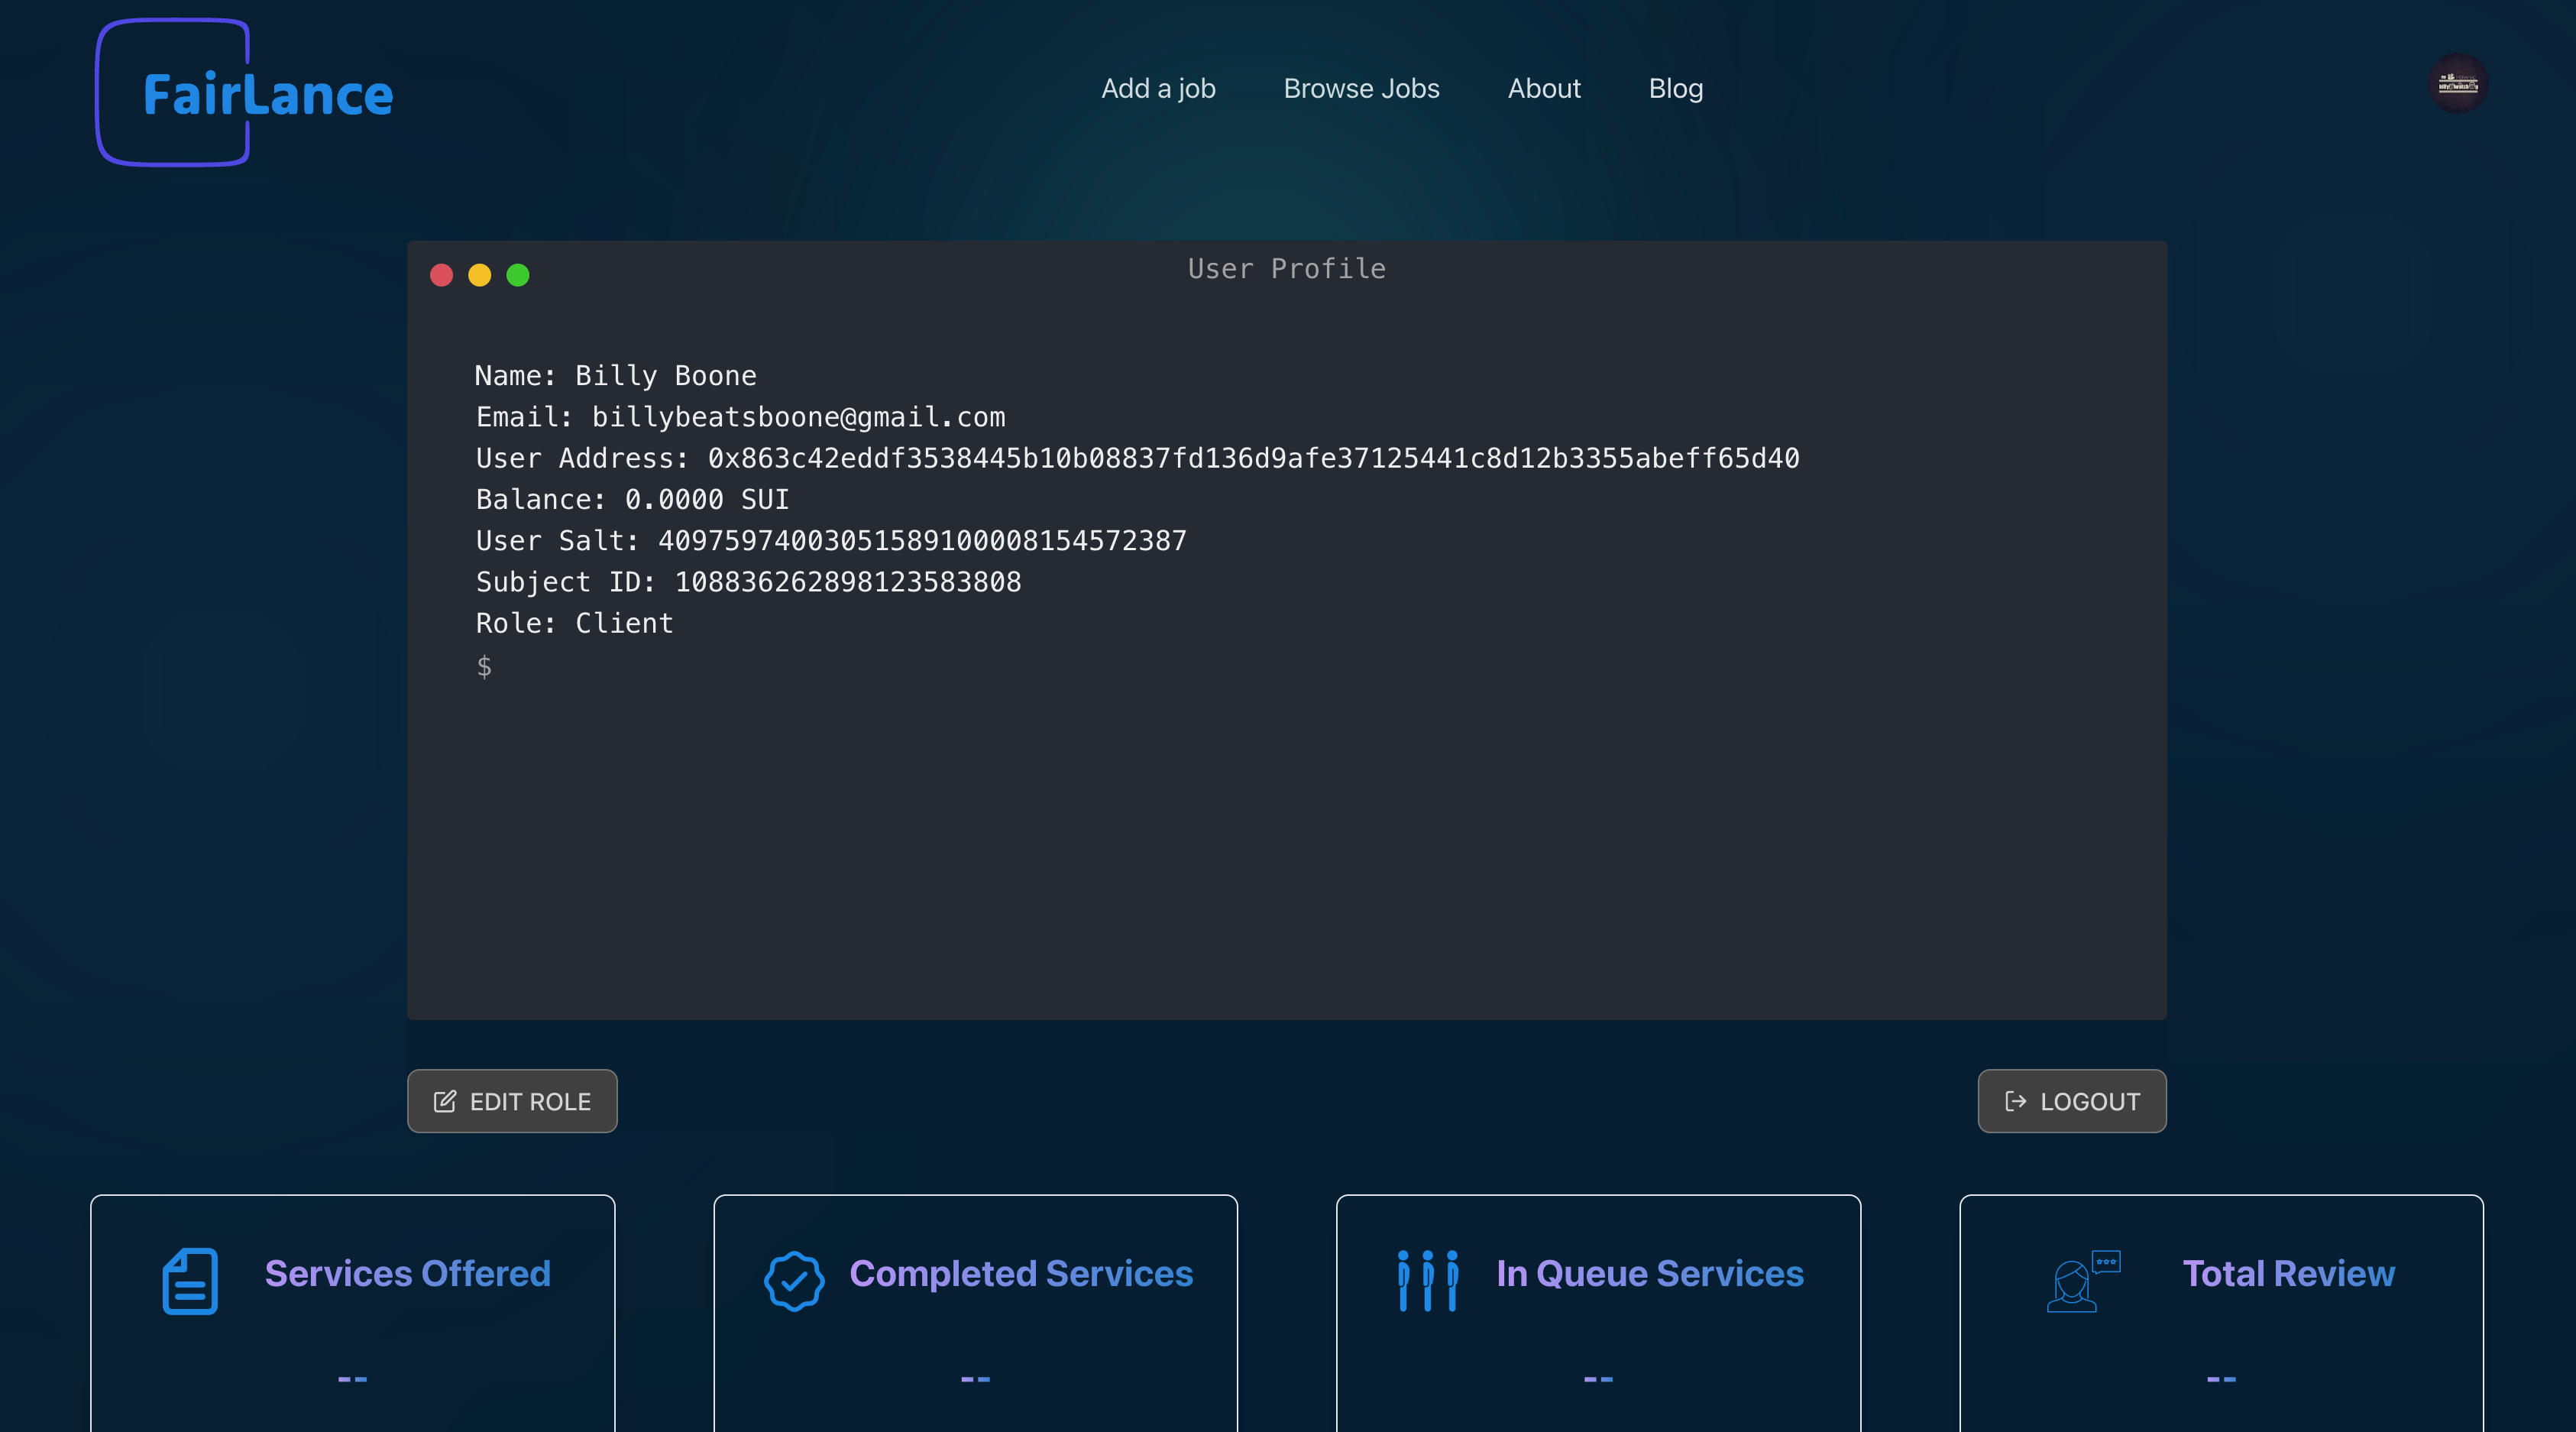 FairLance
Add a job Browse Jobs About Blog
User Profile
Name: Billy Boone
Email: billybeatsboone@gmail.com
User Address: 0x863c42eddf3538445b10b08837fd136d9afe37125441c8d12b3355abeff65d40
Balance: 0.0000 SUI
User Salt: 40975974003051589100008154572387
Subject ID: 108836262898123583808
Role: Client
$
EDIT ROLE LOGOUT
Services Offered Completed Services In Queue Services Total Review
-- -- -- --